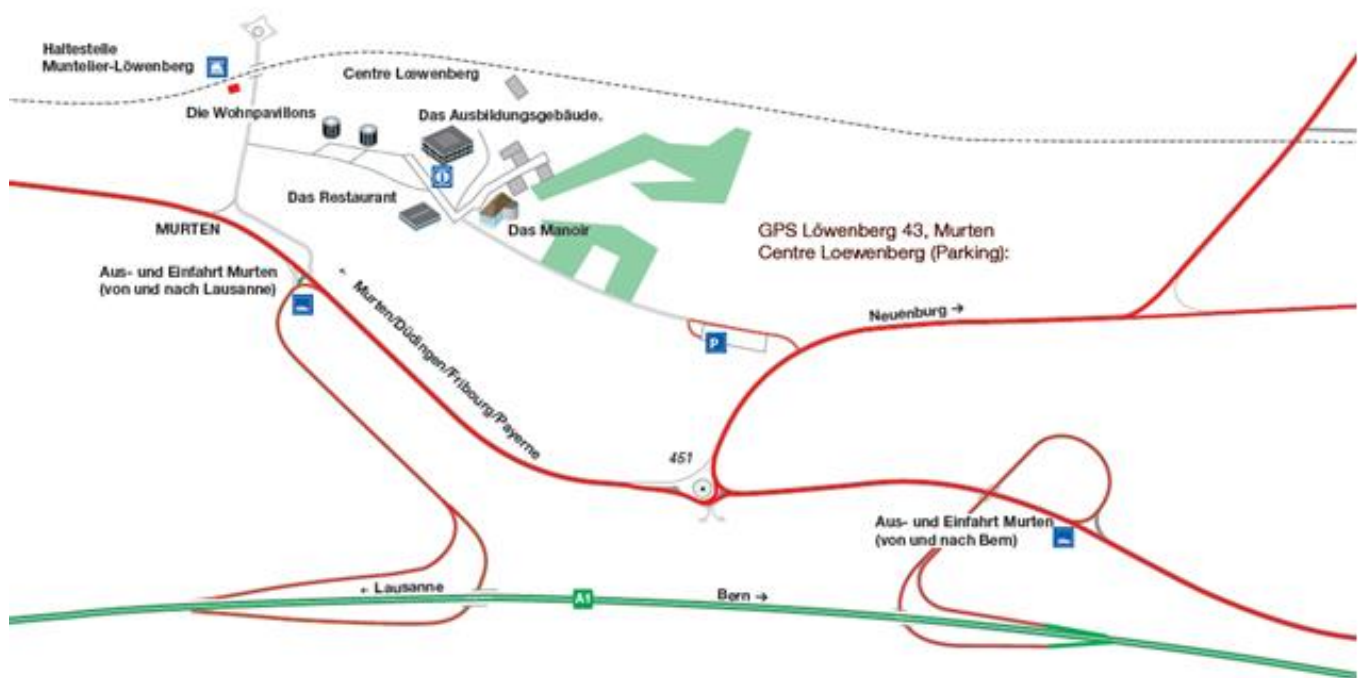 Haltestelle
Muntelier-Löwenberg
Centre Lœwenberg
Die Wohnpavillons
Das Ausbildungsgebäude.
i
Das Restaurant
Das Manoir
MURTEN
GPS Löwenberg 43, Murten
Centre Loewenberg (Parking):
Aus- und Einfahrt Murten
(von und nach Lausanne)
← Murten/Düdingen/Fribourg/Payerne
Neuenburg →
P
451
Aus- und Einfahrt Murten
(von und nach Bern)
← Lausanne
A1
Bern →